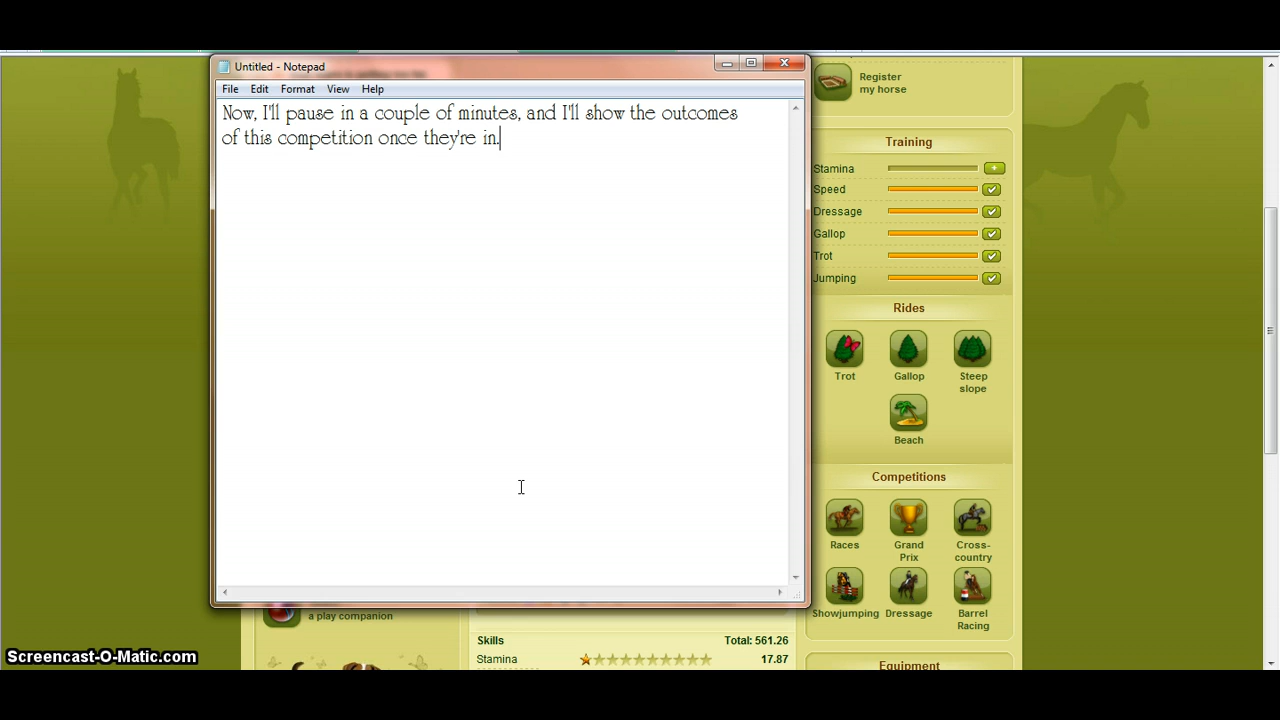 Untitled - Notepad
File Edit Format View Help
Now, I'll pause in a couple of minutes, and I'll show the outcomes
of this competition once they're in.
Register
my horse
Training
Stamina
Speed
Dressage
Gallop
Trot
Jumping
Rides
Trot Gallop Steep
slope
Beach
Competitions
Races Grand
Prix
Cross-
country
Showjumping Dressage Barrel
Racing
Equipment
a play companion
Skills Total: 561.26
Stamina 17.87
Screencast-O-Matic.com